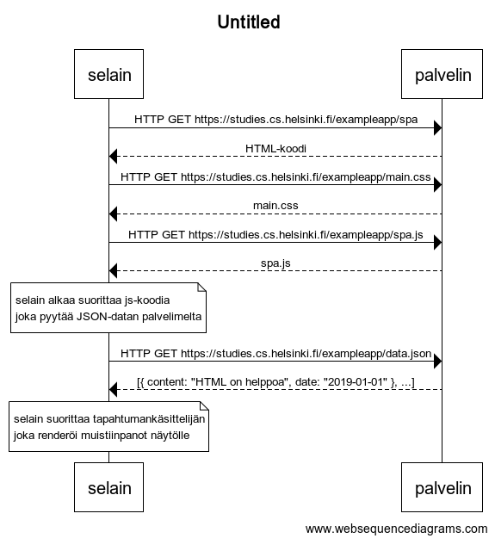 Untitled
selain
palvelin
HTTP GET https://studies.cs.helsinki.fi/exampleapp/spa
HTML-koodi
HTTP GET https://studies.cs.helsinki.fi/exampleapp/main.css
main.css
HTTP GET https://studies.cs.helsinki.fi/exampleapp/spa.js
spa.js
selain alkaa suorittaa js-koodia
joka pyytää JSON-datan palvelimelta
HTTP GET https://studies.cs.helsinki.fi/exampleapp/data.json
[{ content: "HTML on helppoa", date: "2019-01-01" }, ...]
selain suorittaa tapahtumankäsittelijän
joka renderöi muistiinpanot näytölle
selain
palvelin
www.websequencediagrams.com